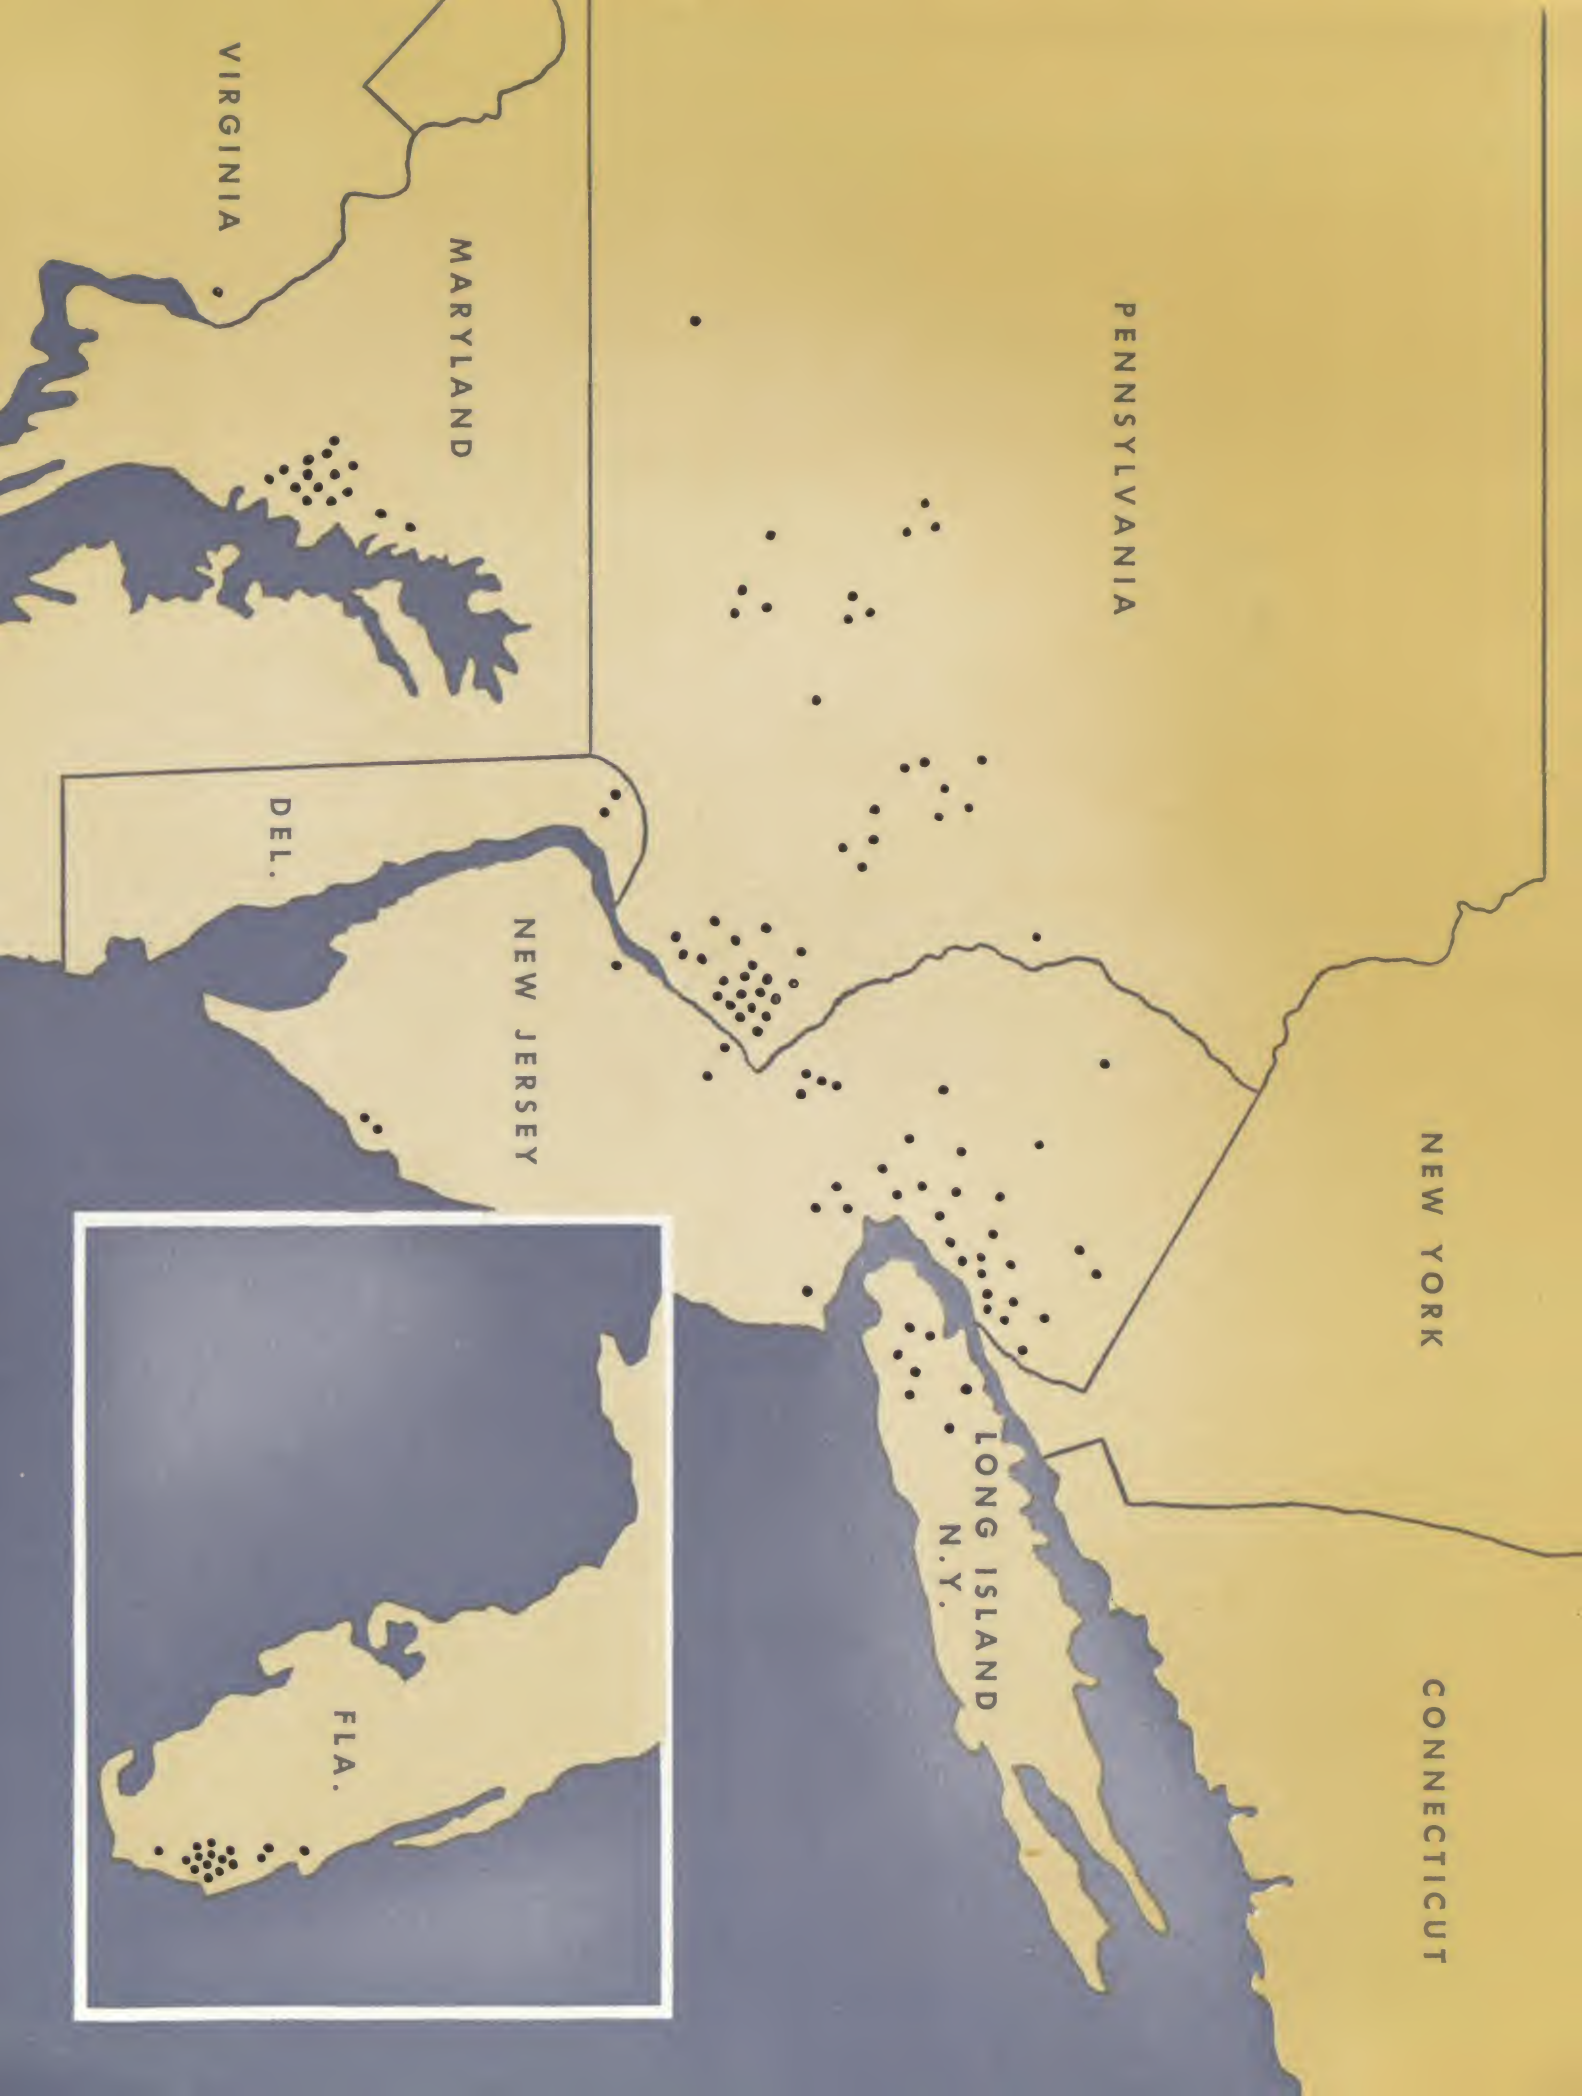 NEW YORK
CONNECTICUT
PENNSYLVANIA
LONG ISLAND
N.Y.
NEW JERSEY
MARYLAND
DEL.
VIRGINIA
FLA.